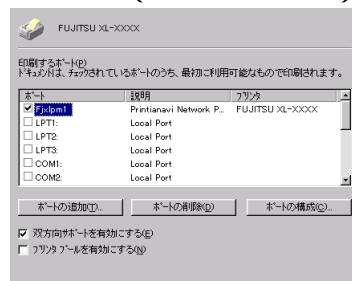 FUJITSU XL-XXXX
印刷するポート(P)
ドキュメントは、チェックされているポートのうち、最初に利用可能なもので印刷されます。
ポート 説明 プリンタ
Fjxlpm1 Printianavi Network P... FUJITSU XL-XXXX
LPT1: Local Port
LPT2: Local Port
LPT3: Local Port
COM1: Local Port
COM2: Local Port
ポートの追加(T)... ポートの削除(D) ポートの構成(C)...
双方向サポートを有効にする(E)
プリンタ プールを有効にする(N)